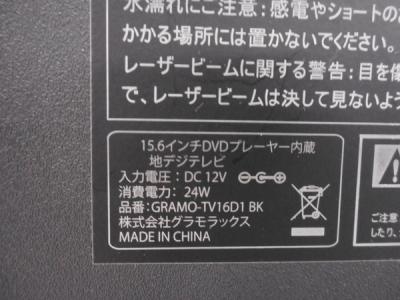 水濡れにご注意：感電やショートの
かかる場所には置かないでください。
レーザービームに関する警告：目を傷
で、レーザービームは決して見ないよう
15.6インチDVDプレーヤー内蔵
地デジテレビ
入力電圧：DC 12V
消費電力：24W
品番：GRAMO-TV16D1 BK
株式会社グラモラックス
MADE IN CHINA
ご注意
したり、